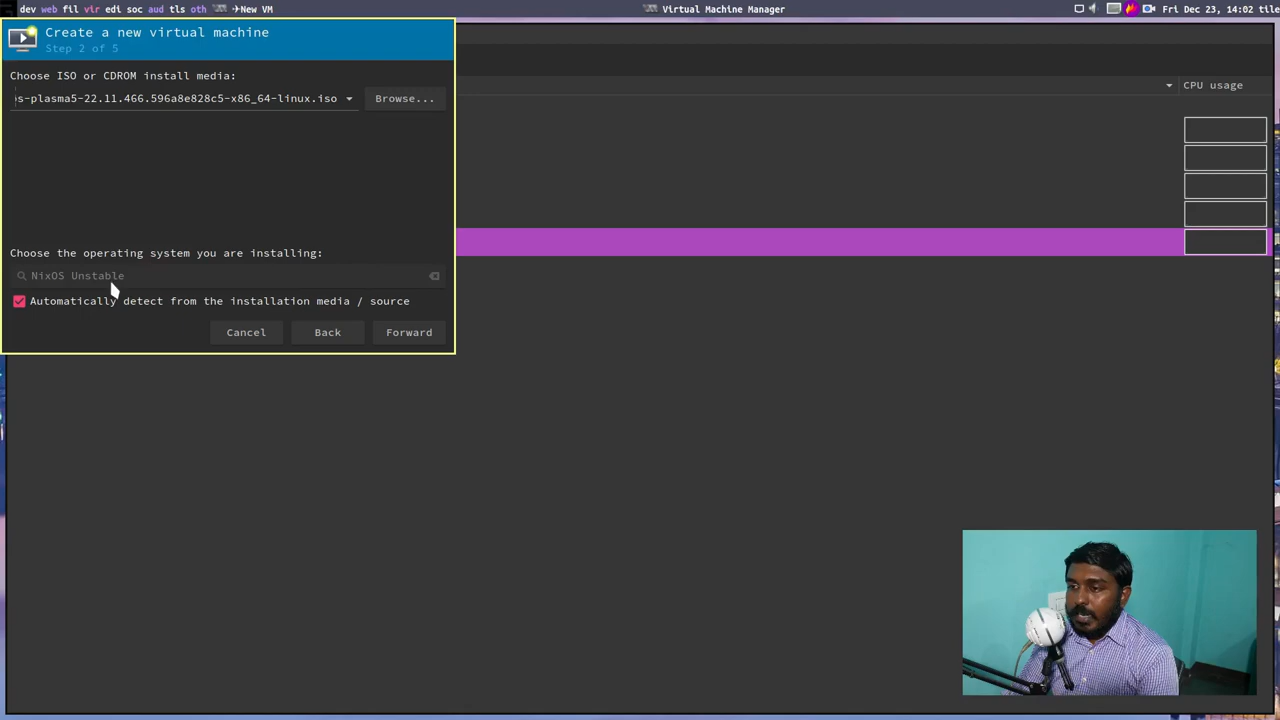 dev web fil vir edi soc aud tls oth ✈New VM
Virtual Machine Manager
Fri Dec 23, 14:02 tile
Create a new virtual machine
Step 2 of 5
Choose ISO or CDROM install media:
s-plasma5-22.11.466.596a8e828c5-x86_64-linux.iso
Browse...
CPU usage
Choose the operating system you are installing:
NixOS Unstable
Automatically detect from the installation media / source
Cancel Back Forward